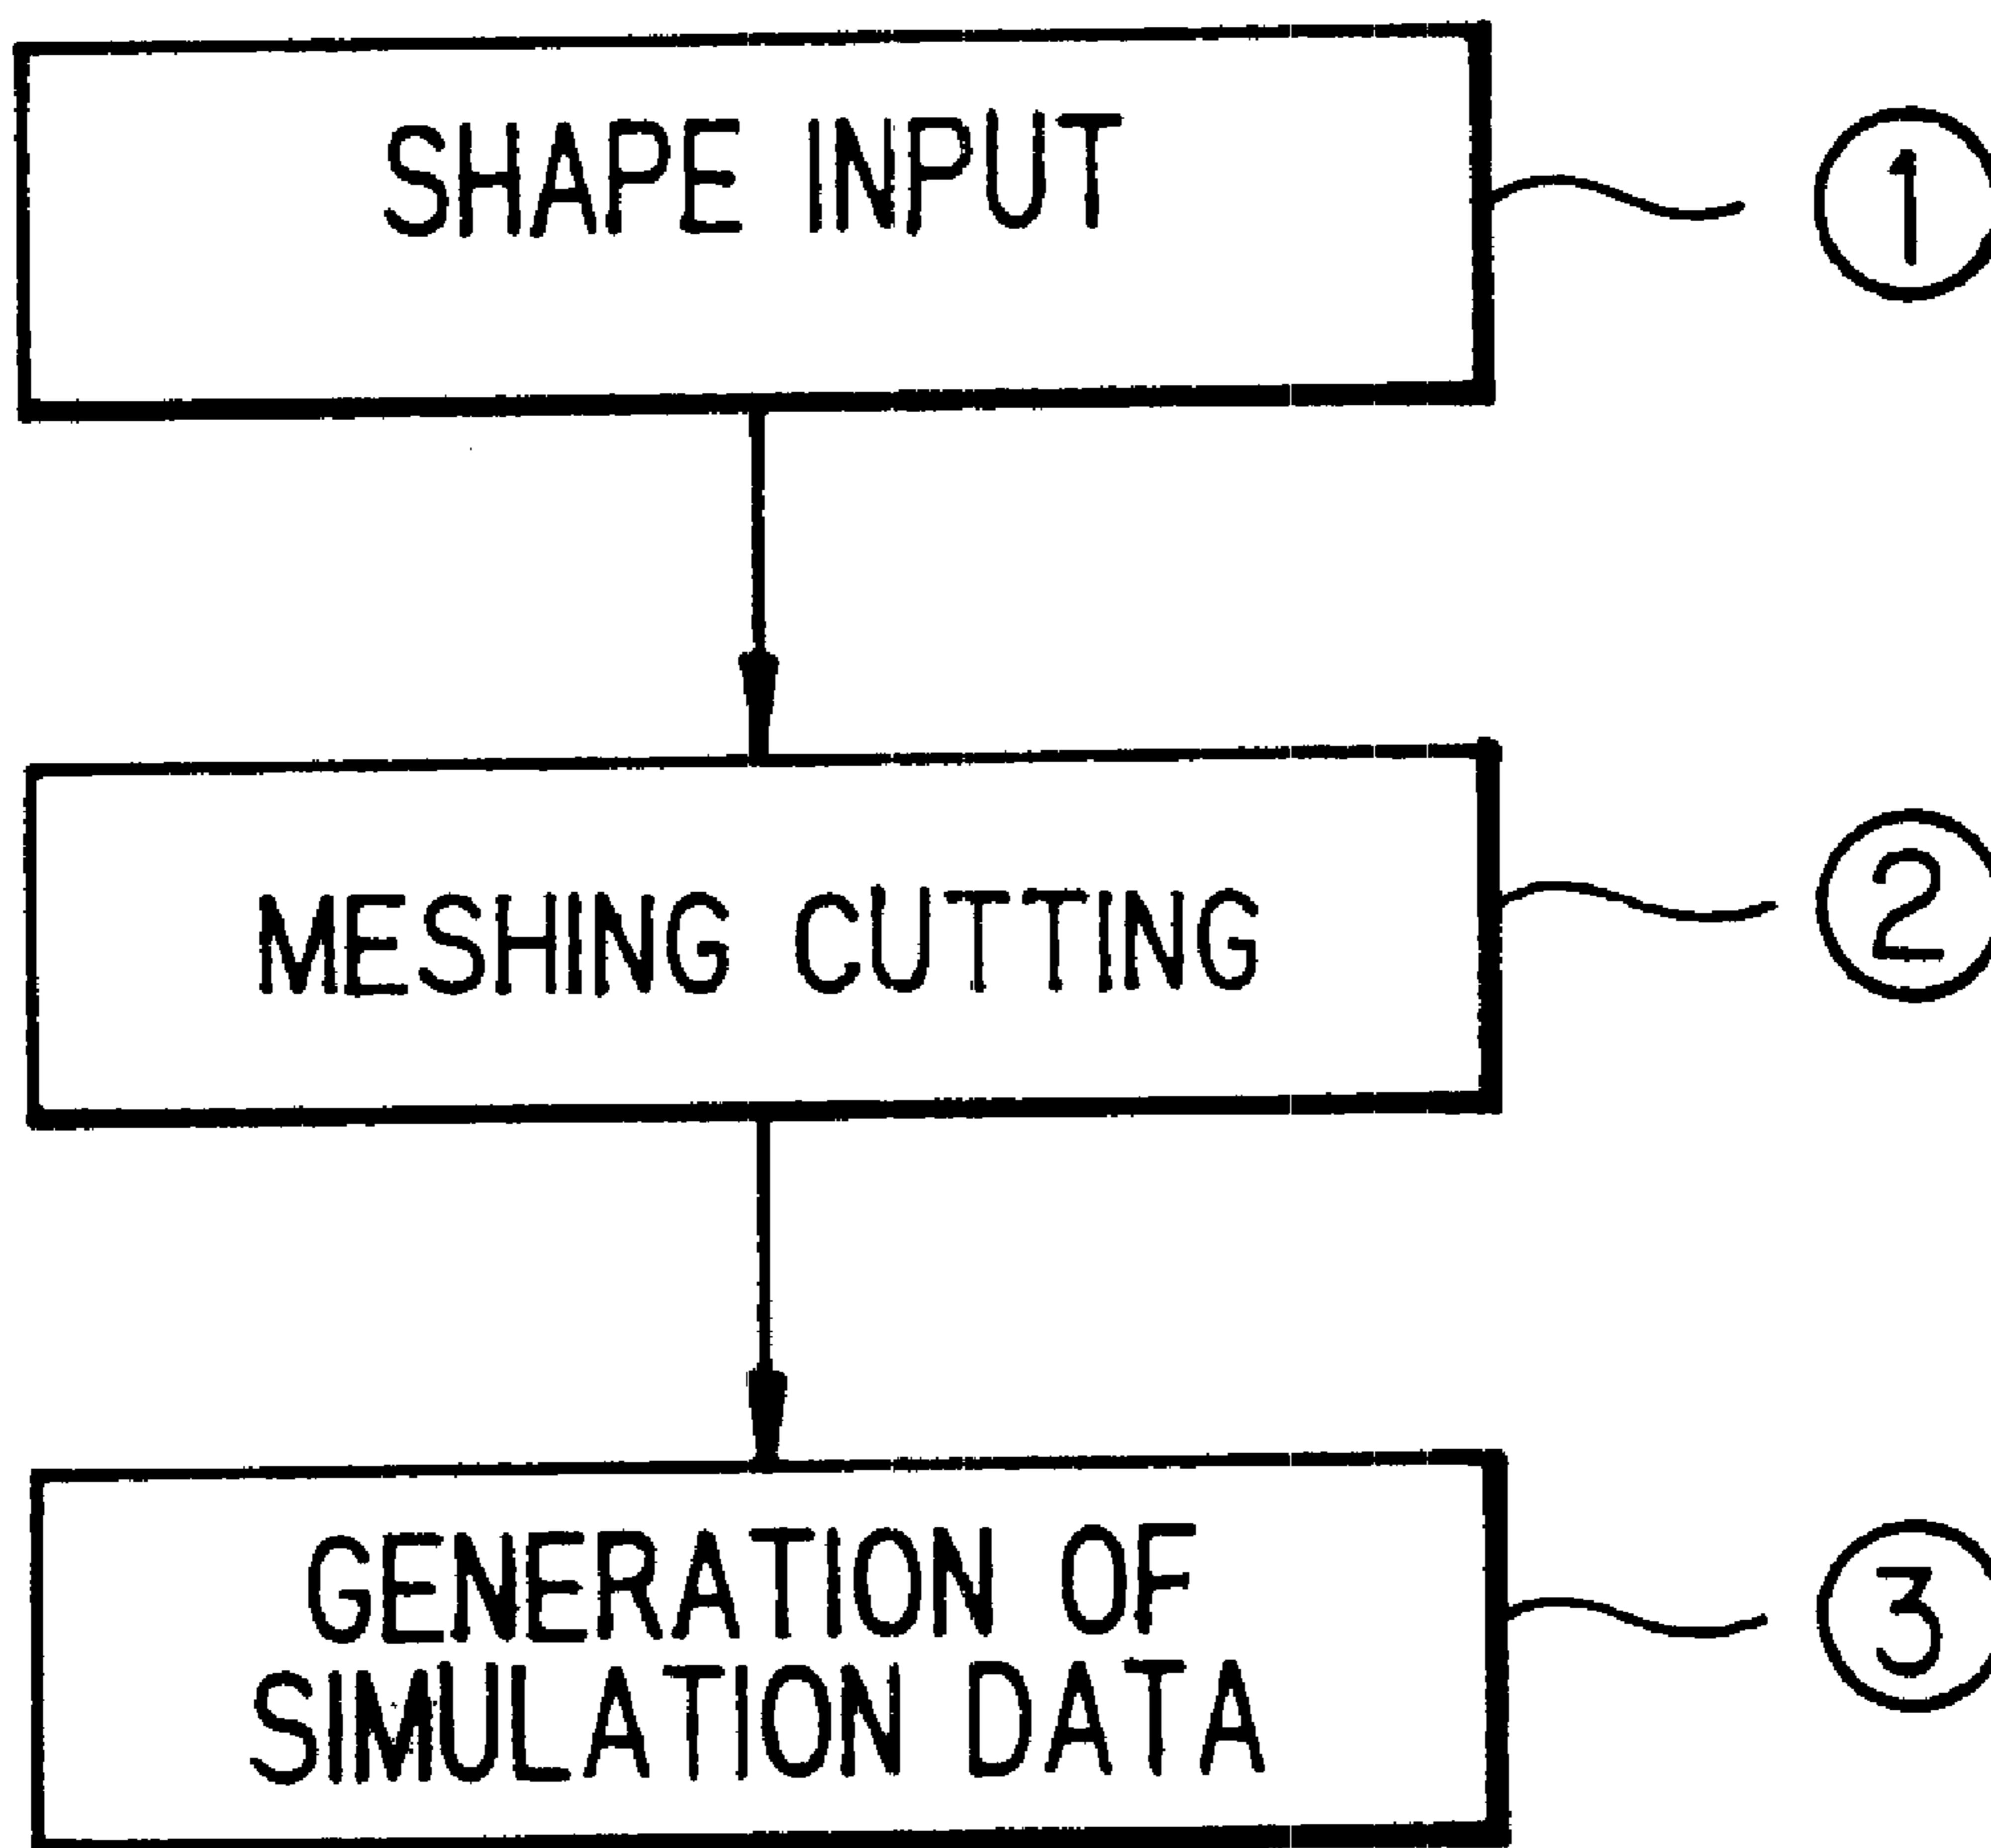 SHAPE INPUT
1
MESHING CUTTING
2
GENERATION OF
SIMULATION DATA
3